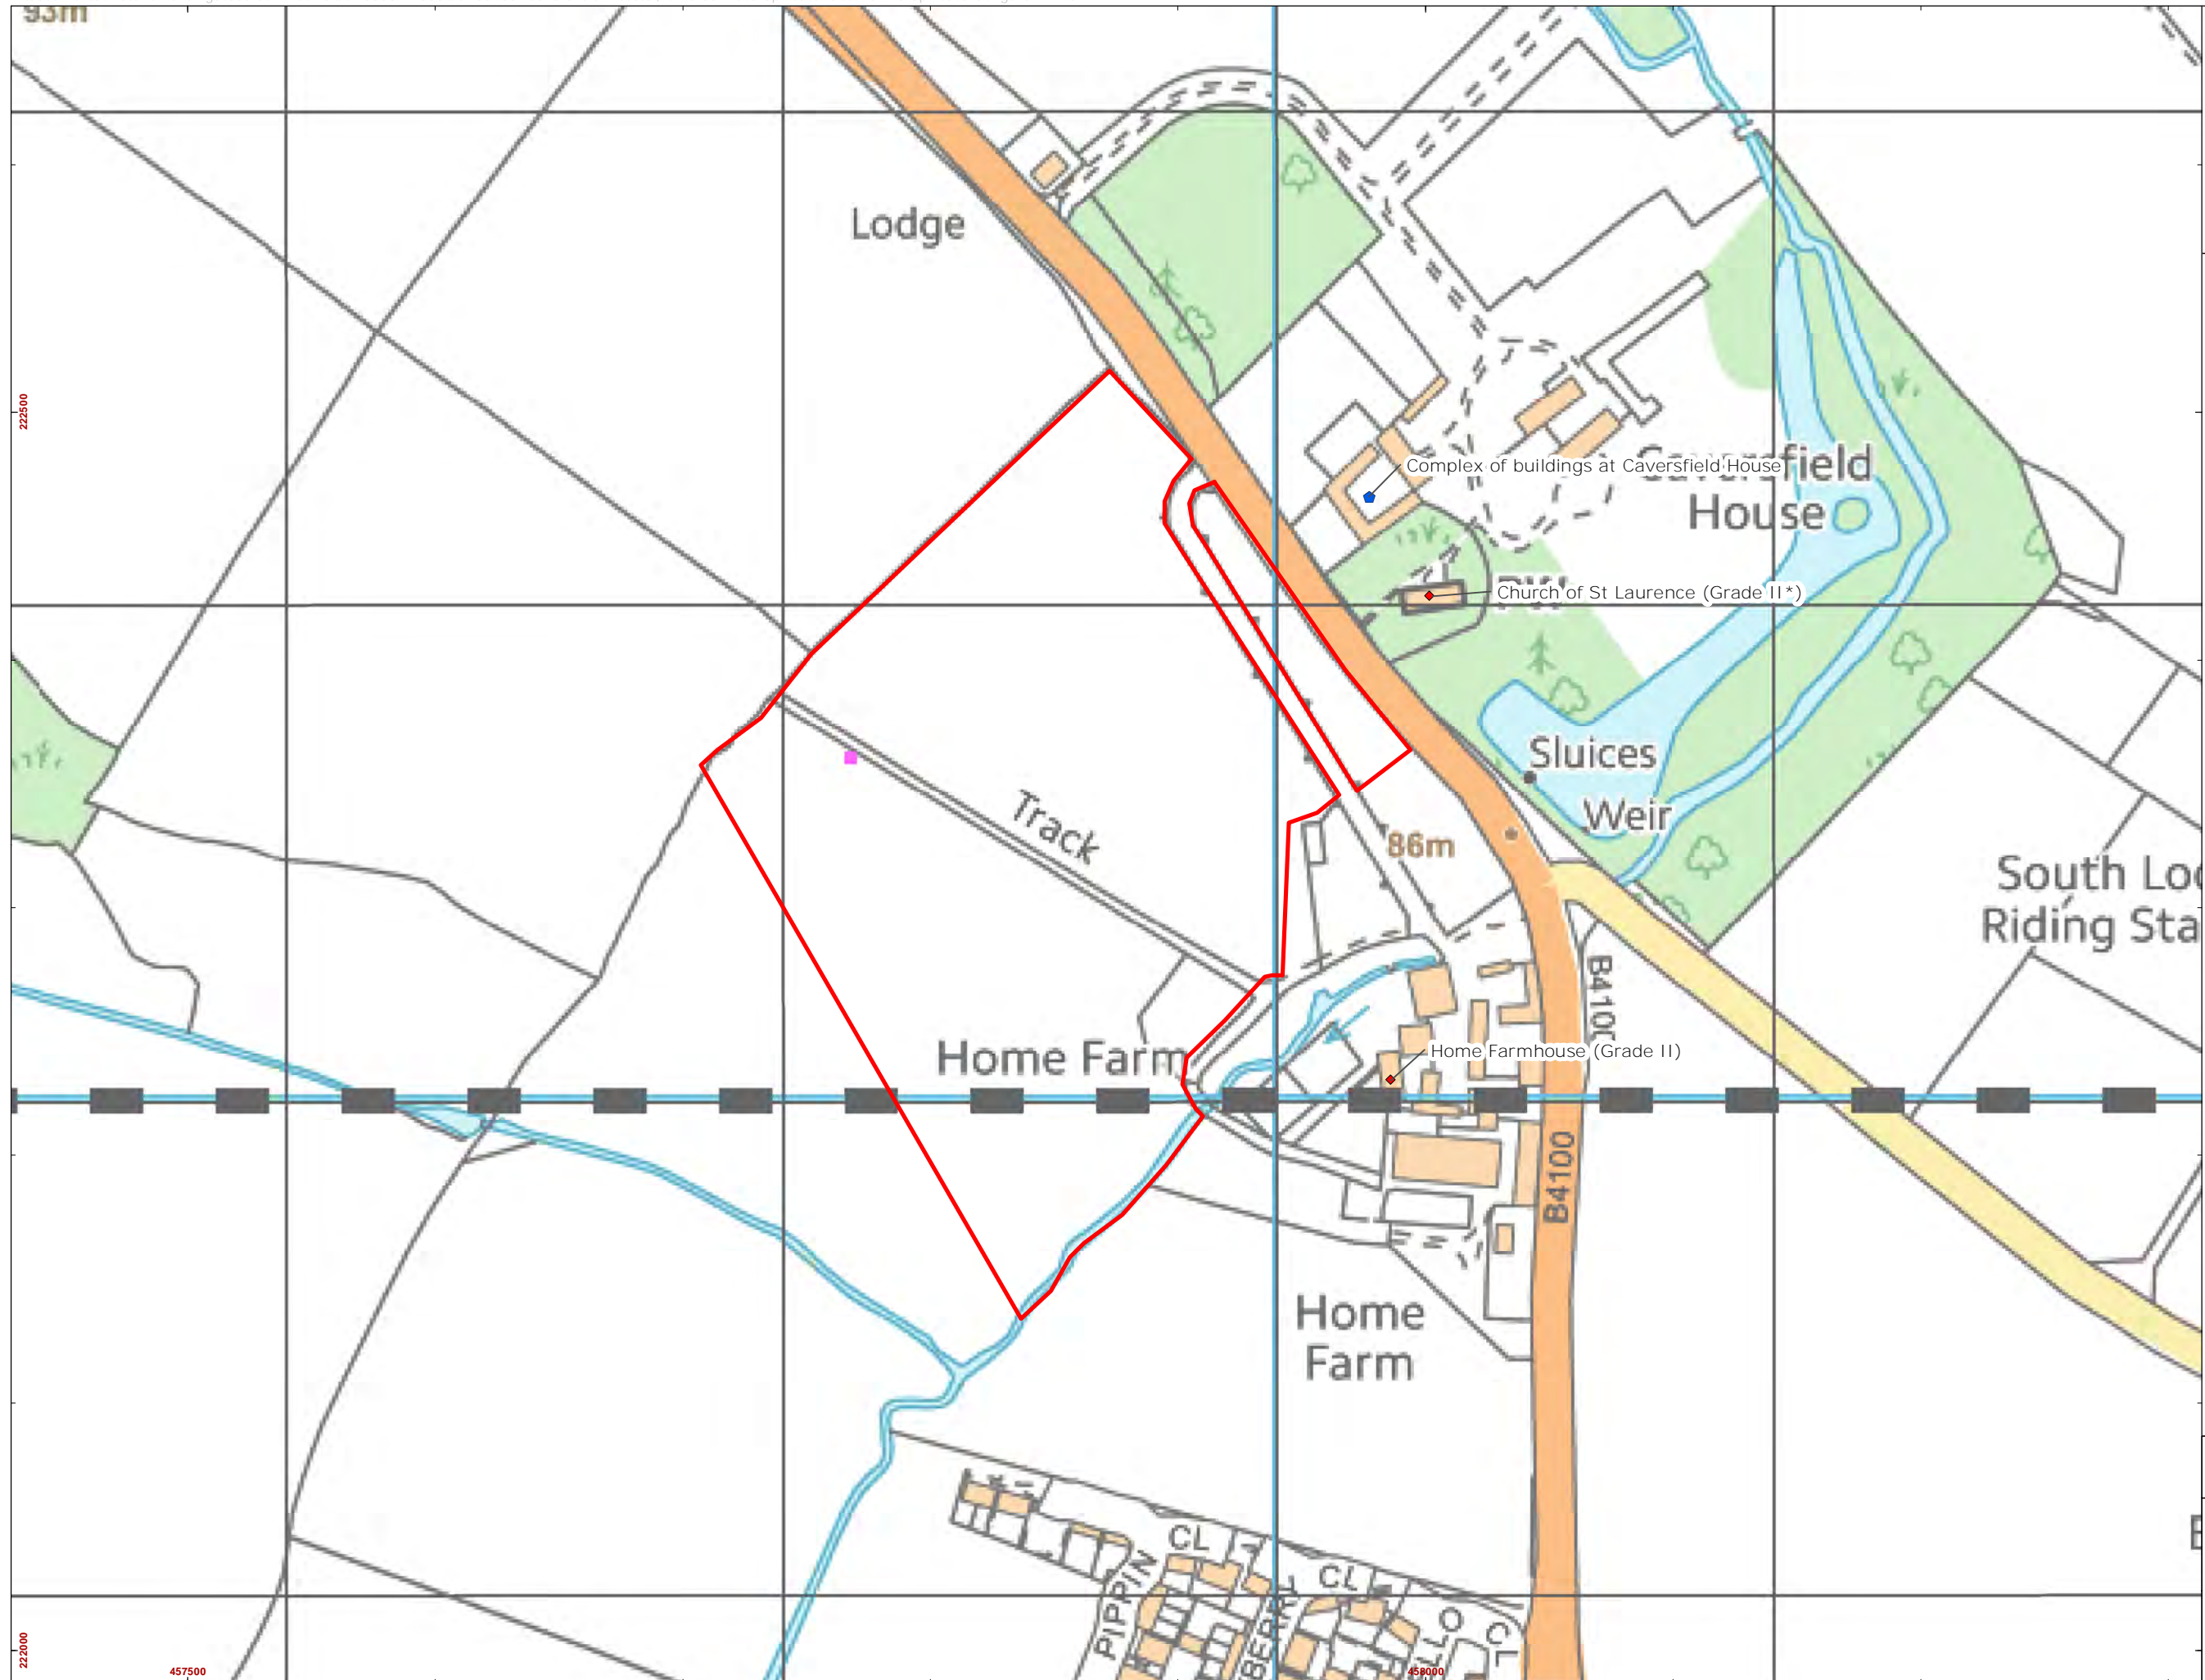 93m
Lodge
222500
Complex of buildings at Caversfield House
Caversfield
House
Church of St Laurence (Grade II*)
Sluices
Weir
Track
86m
South Lo
Riding Sta
B4100
Home Farm
Home Farmhouse (Grade II)
B4100
Home
Farm
CL
CL
PIPPIN
CL
222000
457500
458000